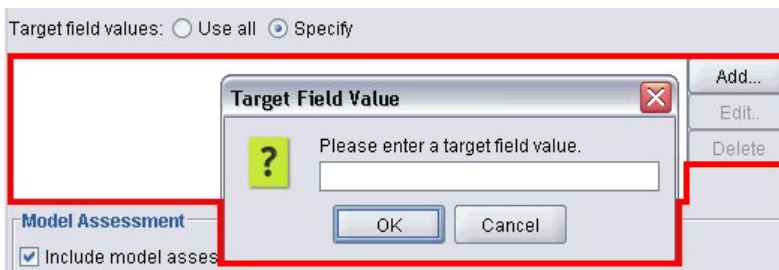 Target field values: Use all Specify
Add...
Target Field Value
Edit..
Please enter a target field value.
Delete
?
OK Cancel
Model Assessment
Include model asses